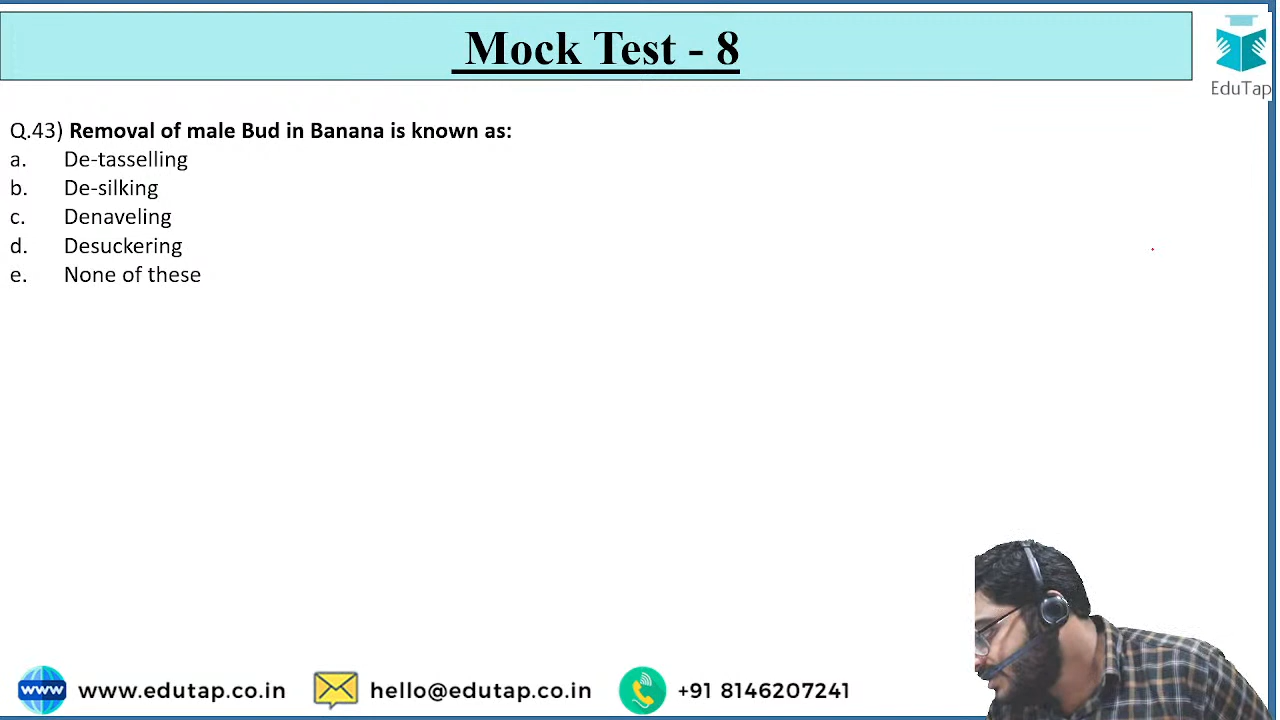 Mock Test - 8
EduTap
Q.43) Removal of male Bud in Banana is known as:
a. De-tasselling
b. De-silking
c. Denaveling
d. Desuckering
e. None of these
www www.edutap.co.in hello@edutap.co.in +91 8146207241